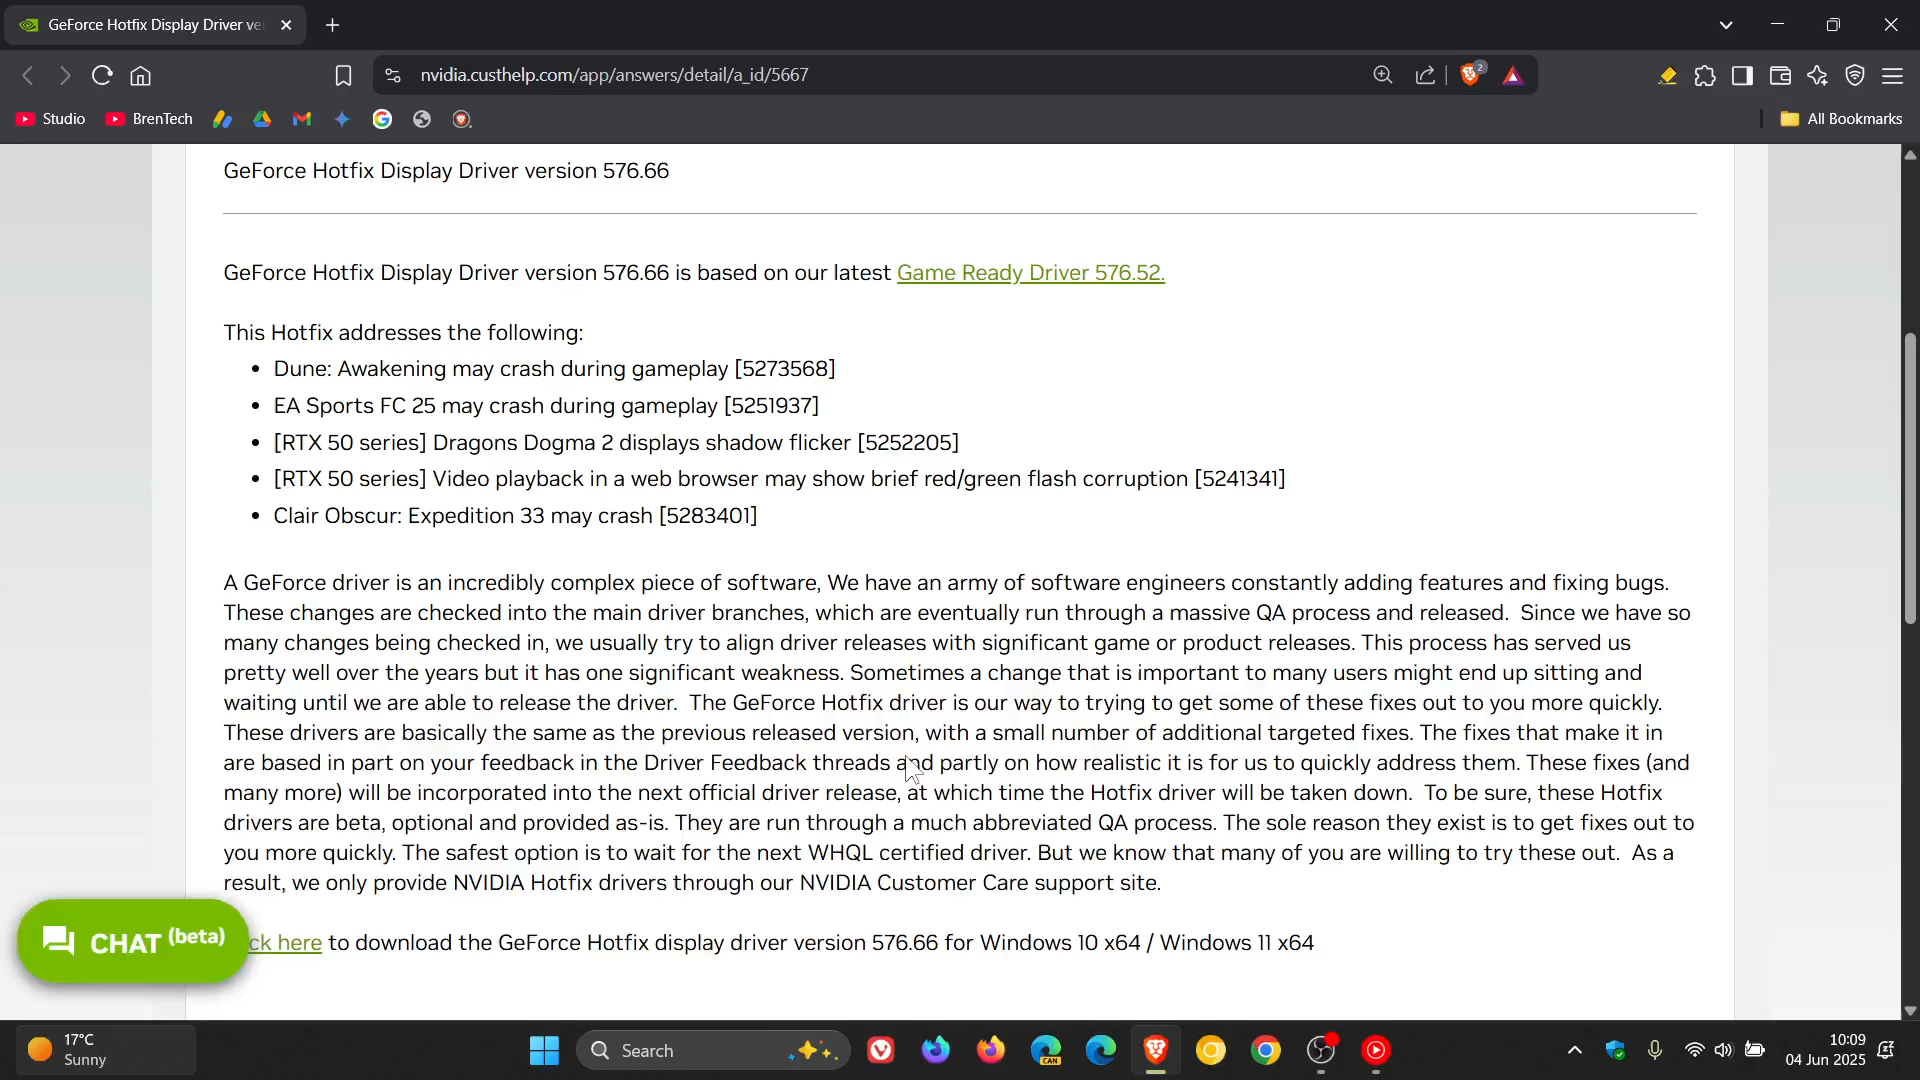 GeForce Hotfix Display Driver ve
nvidia.custhelp.com/app/answers/detail/a_id/5667
2
Studio
BrenTech
All Bookmarks
GeForce Hotfix Display Driver version 576.66
GeForce Hotfix Display Driver version 576.66 is based on our latest Game Ready Driver 576.52.
This Hotfix addresses the following:
• Dune: Awakening may crash during gameplay [5273568]
• EA Sports FC 25 may crash during gameplay [5251937]
• [RTX 50 series] Dragons Dogma 2 displays shadow flicker [5252205]
• [RTX 50 series] Video playback in a web browser may show brief red/green flash corruption [5241341]
• Clair Obscur: Expedition 33 may crash [5283401]
A GeForce driver is an incredibly complex piece of software, We have an army of software engineers constantly adding features and fixing bugs.
These changes are checked into the main driver branches, which are eventually run through a massive QA process and released.  Since we have so
many changes being checked in, we usually try to align driver releases with significant game or product releases. This process has served us
pretty well over the years but it has one significant weakness. Sometimes a change that is important to many users might end up sitting and
waiting until we are able to release the driver.  The GeForce Hotfix driver is our way to trying to get some of these fixes out to you more quickly.
These drivers are basically the same as the previous released version, with a small number of additional targeted fixes. The fixes that make it in
are based in part on your feedback in the Driver Feedback threads and partly on how realistic it is for us to quickly address them. These fixes (and
many more) will be incorporated into the next official driver release, at which time the Hotfix driver will be taken down.  To be sure, these Hotfix
drivers are beta, optional and provided as-is. They are run through a much abbreviated QA process. The sole reason they exist is to get fixes out to
you more quickly. The safest option is to wait for the next WHQL certified driver. But we know that many of you are willing to try these out.  As a
result, we only provide NVIDIA Hotfix drivers through our NVIDIA Customer Care support site.
CHAT (beta)
ck here to download the GeForce Hotfix display driver version 576.66 for Windows 10 x64 / Windows 11 x64
17°C
Sunny
Search
CAN
10:09
04 Jun 2025